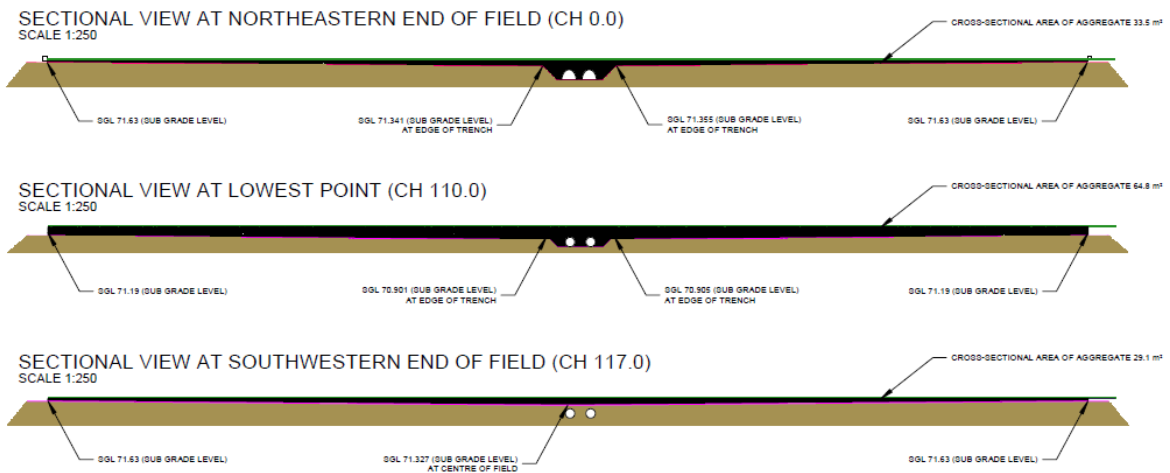 SECTIONAL VIEW AT NORTHEASTERN END OF FIELD (CH 0.0)
SCALE 1:250
CROSS-SECTIONAL AREA OF AGGREGATE 33.5 m²
SGL 71.63 (SUB GRADE LEVEL)
SGL 71.341 (SUB GRADE LEVEL)
AT EDGE OF TRENCH
SGL 71.355 (SUB GRADE LEVEL)
AT EDGE OF TRENCH
SGL 71.63 (SUB GRADE LEVEL)
SECTIONAL VIEW AT LOWEST POINT (CH 110.0)
SCALE 1:250
CROSS-SECTIONAL AREA OF AGGREGATE 64.8 m²
SGL 71.19 (SUB GRADE LEVEL)
SGL 70.901 (SUB GRADE LEVEL)
AT EDGE OF TRENCH
SGL 70.905 (SUB GRADE LEVEL)
AT EDGE OF TRENCH
SGL 71.19 (SUB GRADE LEVEL)
SECTIONAL VIEW AT SOUTHWESTERN END OF FIELD (CH 117.0)
SCALE 1:250
CROSS-SECTIONAL AREA OF AGGREGATE 29.1 m²
SGL 71.63 (SUB GRADE LEVEL)
SGL 71.327 (SUB GRADE LEVEL)
AT CENTRE OF FIELD
SGL 71.63 (SUB GRADE LEVEL)